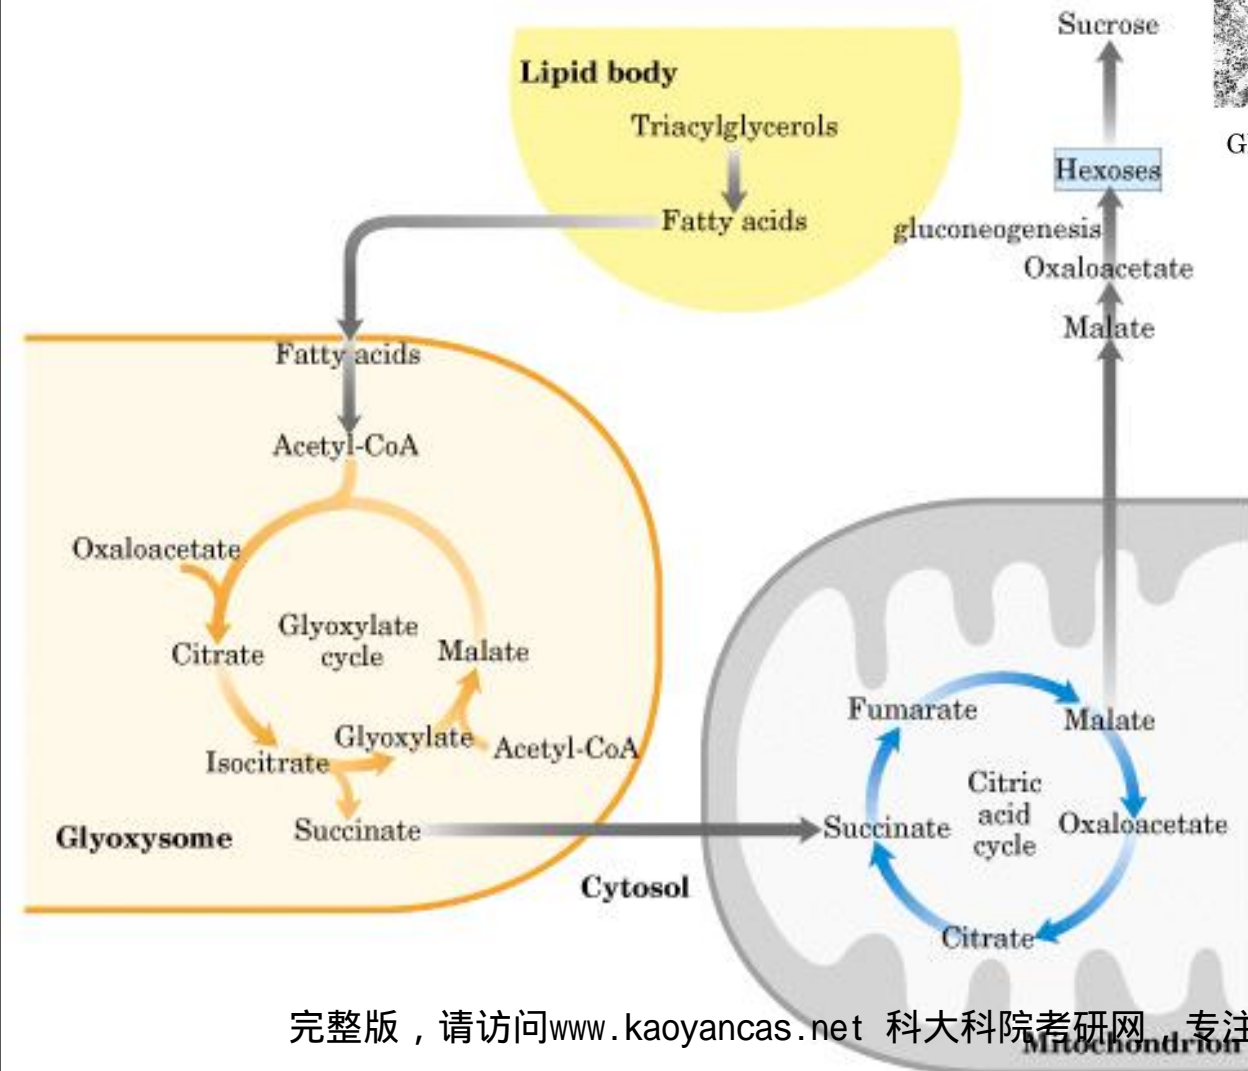 Sucrose
Lipid body
Triacylglycerols
Hexoses
Fatty acids
gluconeogenesis
Oxaloacetate
Malate
Fatty acids
Acetyl-CoA
Oxaloacetate
Glyoxylate
cycle
Citrate
Malate
Glyoxylate
Acetyl-CoA
Isocitrate
Succinate
Glyoxysome
Cytosol
Fumarate
Malate
Citric
acid
cycle
Succinate
Oxaloacetate
Citrate
Mitochondrion
完整版，请访问www.kaoyancas.net 科大科院考研网，专注